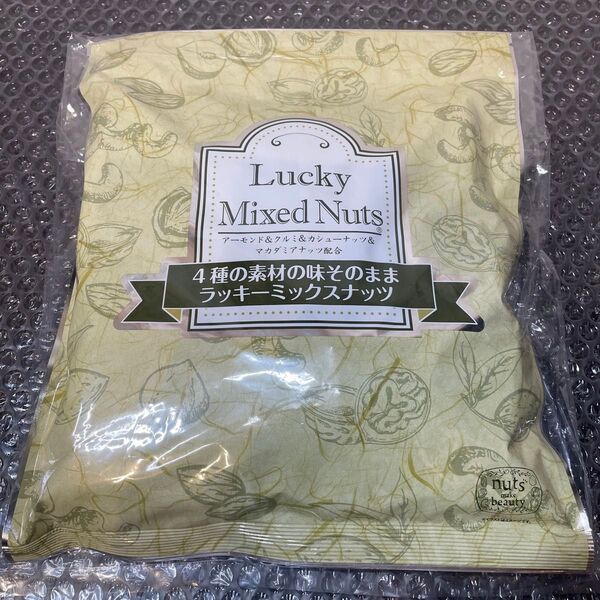 Lucky
Mixed Nuts®
アーモンド&クルミ&カシューナッツ&
マカダミアナッツ配合
4種の素材の味そのまま
ラッキーミックスナッツ
nuts
make
beauty